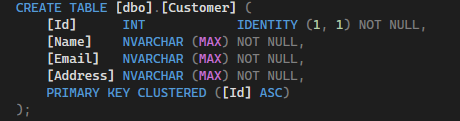 CREATE TABLE [dbo].[Customer] (
    [Id]      INT            IDENTITY (1, 1) NOT NULL,
    [Name]    NVARCHAR (MAX) NOT NULL,
    [Email]   NVARCHAR (MAX) NOT NULL,
    [Address] NVARCHAR (MAX) NOT NULL,
    PRIMARY KEY CLUSTERED ([Id] ASC)
);